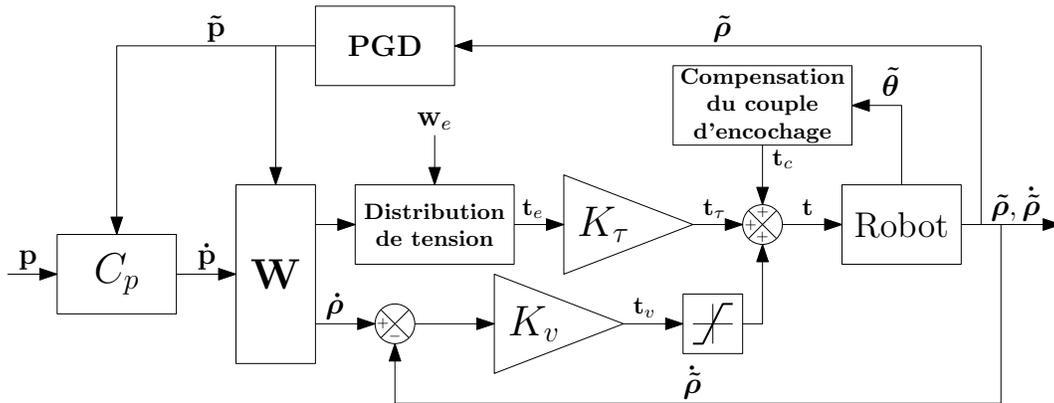 p̃
PGD
ρ̃
Compensation
du couple
d'encochage
θ̃
w_e
t_c
Distribution
de tension
t_e
K_τ
t_τ
+
+
+
t
Robot
ρ̃, ρ̃̇
p
C_p
ṗ
W
ρ̇
+
−
K_v
t_v
ρ̃̇